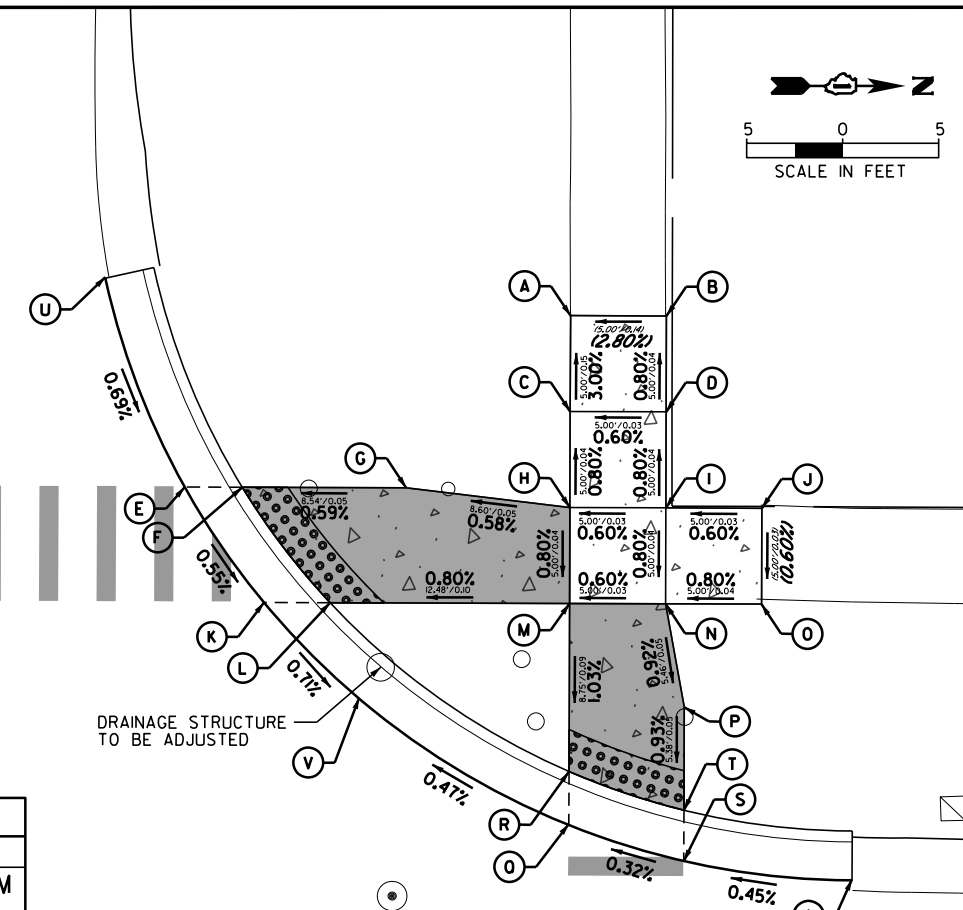 N
5 0 5
SCALE IN FEET
A
B
U
(5.00'/0.14)
(2.80%)
5.00'/0.15
3.00%
0.80%
5.00'/0.04
C
D
0.69%
5.00'/0.03
0.60%
5.00'/0.04
0.80%
0.80%
5.00'/0.04
G
H
I
J
E
8.54'/0.05
0.59%
8.60'/0.05
0.58%
5.00'/0.03
0.60%
5.00'/0.03
0.60%
F
0.55%
0.80%
5.00'/0.04
0.80%
5.00'/0.04
(5.00'/0.03)
(0.60%)
0.80%
12.48'/0.10
0.60%
5.00'/0.03
0.80%
5.00'/0.04
K
M
N
O
L
0.71%
8.75'/0.09
1.03%
0.92%
5.46'/0.05
DRAINAGE STRUCTURE
TO BE ADJUSTED
P
0.93%
5.38'/0.05
V
T
0.47%
S
R
Q
0.32%
0.45%
M